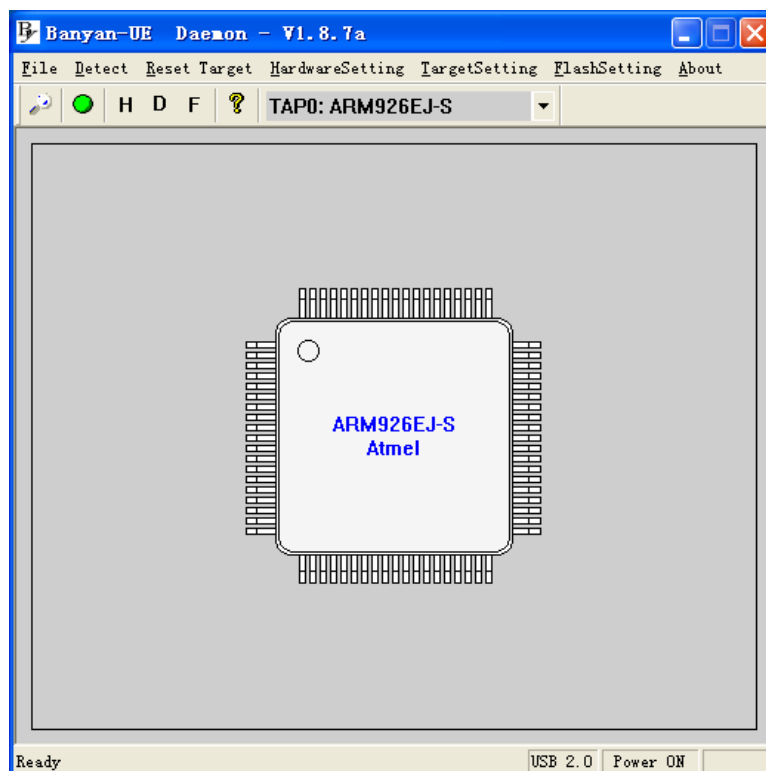 Banyan-UE Daemon - V1.8.7a
File Detect Reset Target HardwareSetting TargetSetting FlashSetting About
H D F ? TAP0: ARM926EJ-S
ARM926EJ-S
Atmel
Ready USB 2.0 Power ON